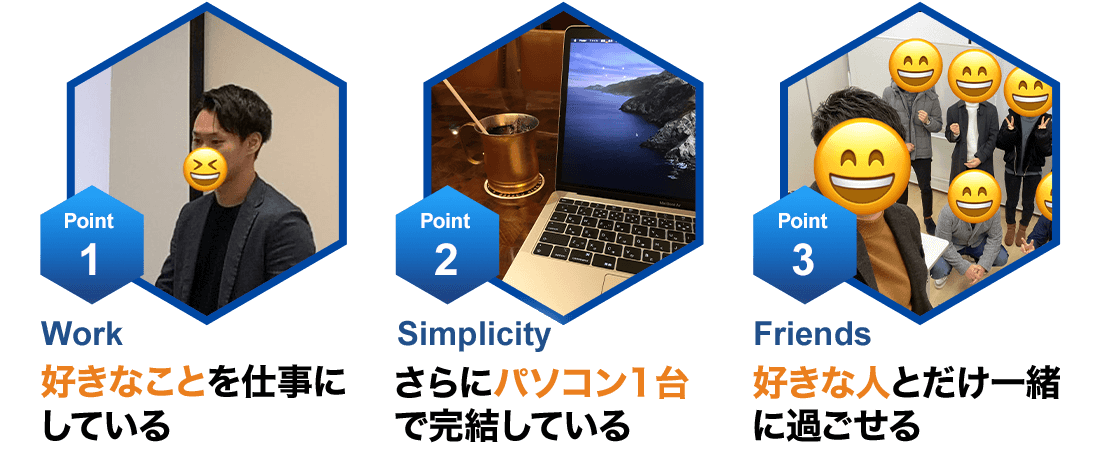 Point
1
Work
好きなことを仕事に
している
Point
2
Simplicity
さらにパソコン1台
で完結している
Point
3
Friends
好きな人とだけ一緒
に過ごせる